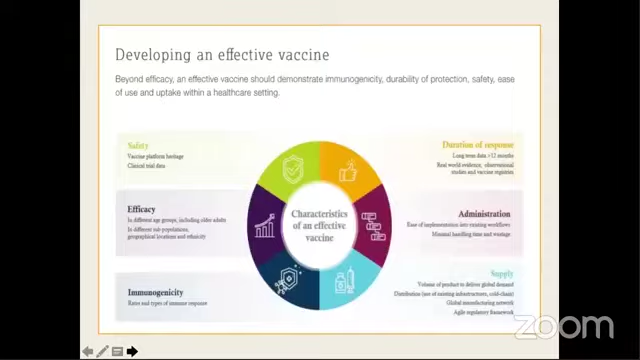 Developing an effective vaccine
Beyond efficacy, an effective vaccine should demonstrate immunogenicity, durability of protection, safety, ease
of use and uptake within a healthcare setting.
Safety
Vaccine platform heritage
Clinical trial data
Efficacy
In different age groups, including older adults
In different sub populations,
geographical locations and ethnicity
Immunogenicity
Rates and types of immune response
Characteristics
of an effective
vaccine
Duration of response
Long term data >12 months
Real world evidence, observational
studies and vaccine registries
Administration
Ease of implementation into existing workflows
Minimal handling time and wastage
Supply
Volume of product to deliver global demand
Distribution (use of existing infrastructures, cold-chain)
Global manufacturing network
Agile regulatory framework
zoom